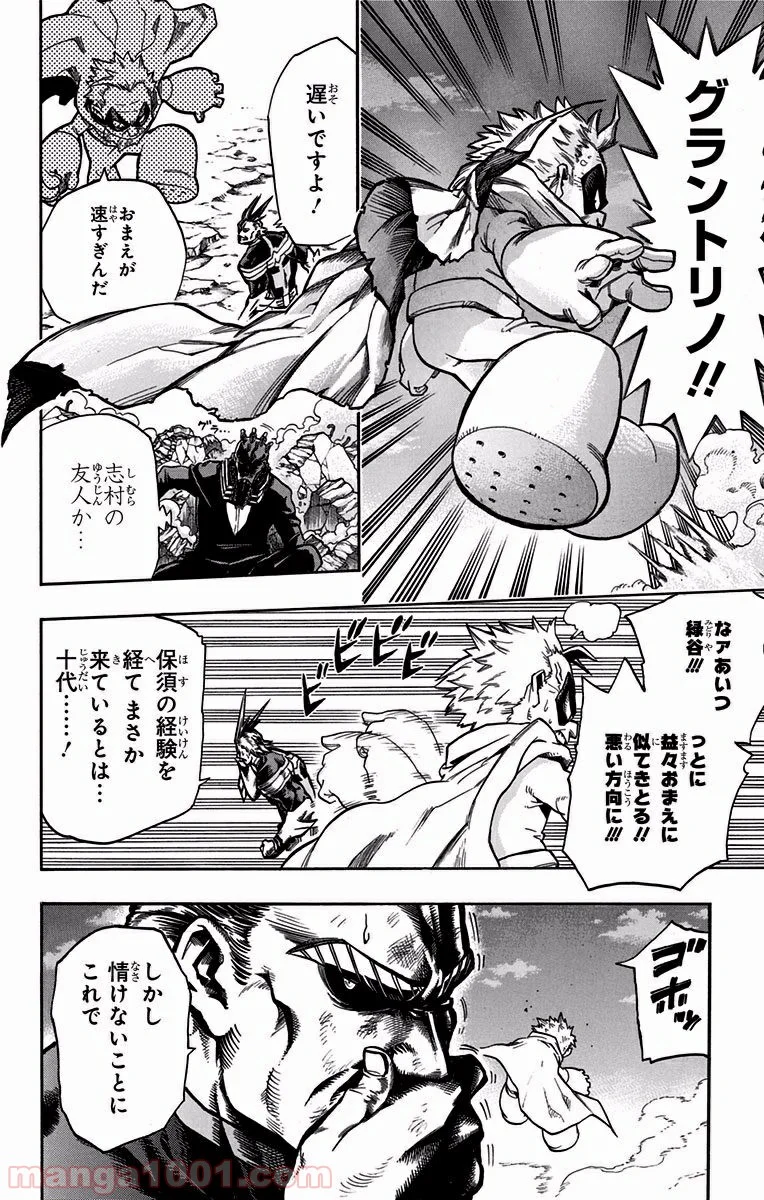 グラントリノ!!
遅いですよ!
おまえが
速すぎんだ
グラ…
志村の
友人か…
なァあいつ
緑谷!!!
っとに
益々おまえに
似てきとる!!
悪い方向に!!!
ビビビ
保須の経験を
経て まさか
来ているとは…
十代……!
ゴホッ
しかし
情けないことに
これで
manga1001.com